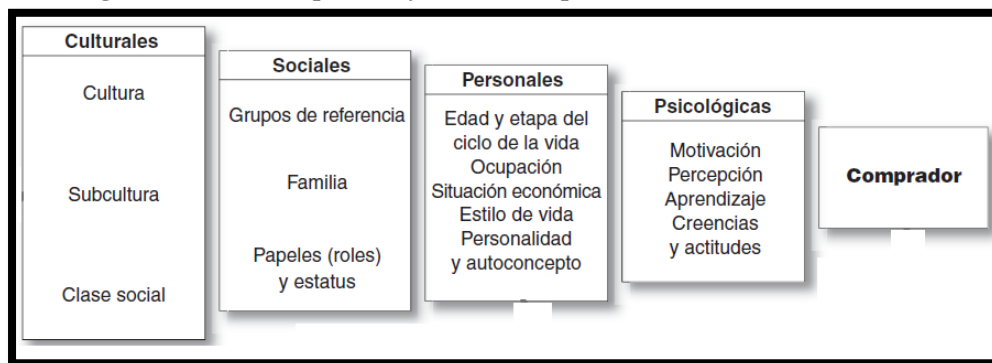 Culturales
Cultura
Subcultura
Clase social
Sociales
Grupos de referencia
Familia
Papeles (roles)
y estatus
Personales
Edad y etapa del
ciclo de la vida
Ocupación
Situación económica
Estilo de vida
Personalidad
y autoconcepto
Psicológicas
Motivación
Percepción
Aprendizaje
Creencias
y actitudes
Comprador